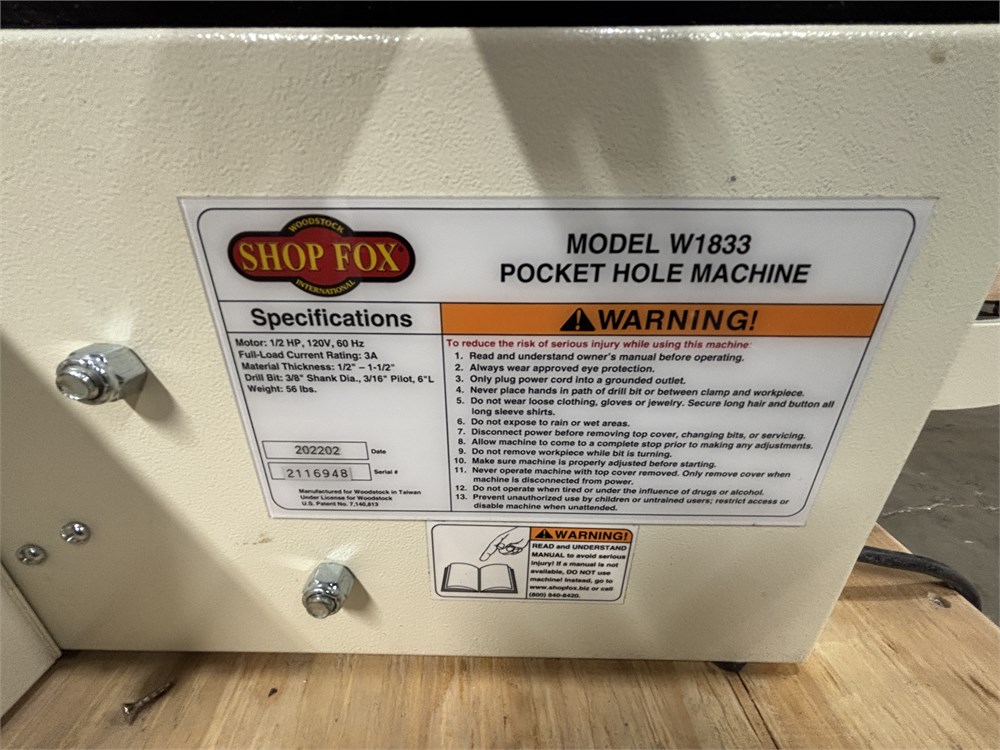 WOODSTOCK
SHOP FOX®
INTERNATIONAL
MODEL W1833
POCKET HOLE MACHINE
Specifications
Motor: 1/2 HP, 120V, 60 Hz
Full-Load Current Rating: 3A
Material Thickness: 1/2" – 1-1/2"
Drill Bit: 3/8" Shank Dia., 3/16" Pilot, 6"L
Weight: 56 lbs.
202202 Date
2116948 Serial #
Manufactured for Woodstock in Taiwan
Under License for Woodstock
U.S. Patent No. 7,140,813
WARNING!
To reduce the risk of serious injury while using this machine:
1. Read and understand owner's manual before operating.
2. Always wear approved eye protection.
3. Only plug power cord into a grounded outlet.
4. Never place hands in path of drill bit or between clamp and workpiece.
5. Do not wear loose clothing, gloves or jewelry. Secure long hair and button all
long sleeve shirts.
6. Do not expose to rain or wet areas.
7. Disconnect power before removing top cover, changing bits, or servicing.
8. Allow machine to come to a complete stop prior to making any adjustments.
9. Do not remove workpiece while bit is turning.
10. Make sure machine is properly adjusted before starting.
11. Never operate machine with top cover removed. Only remove cover when
machine is disconnected from power.
12. Do not operate when tired or under the influence of drugs or alcohol.
13. Prevent unauthorized use by children or untrained users; restrict access or
disable machine when unattended.
WARNING!
READ and UNDERSTAND
MANUAL to avoid serious
injury! If a manual is not
available, DO NOT use
machine! Instead, go to
www.shopfox.biz or call
(800) 840-8420.